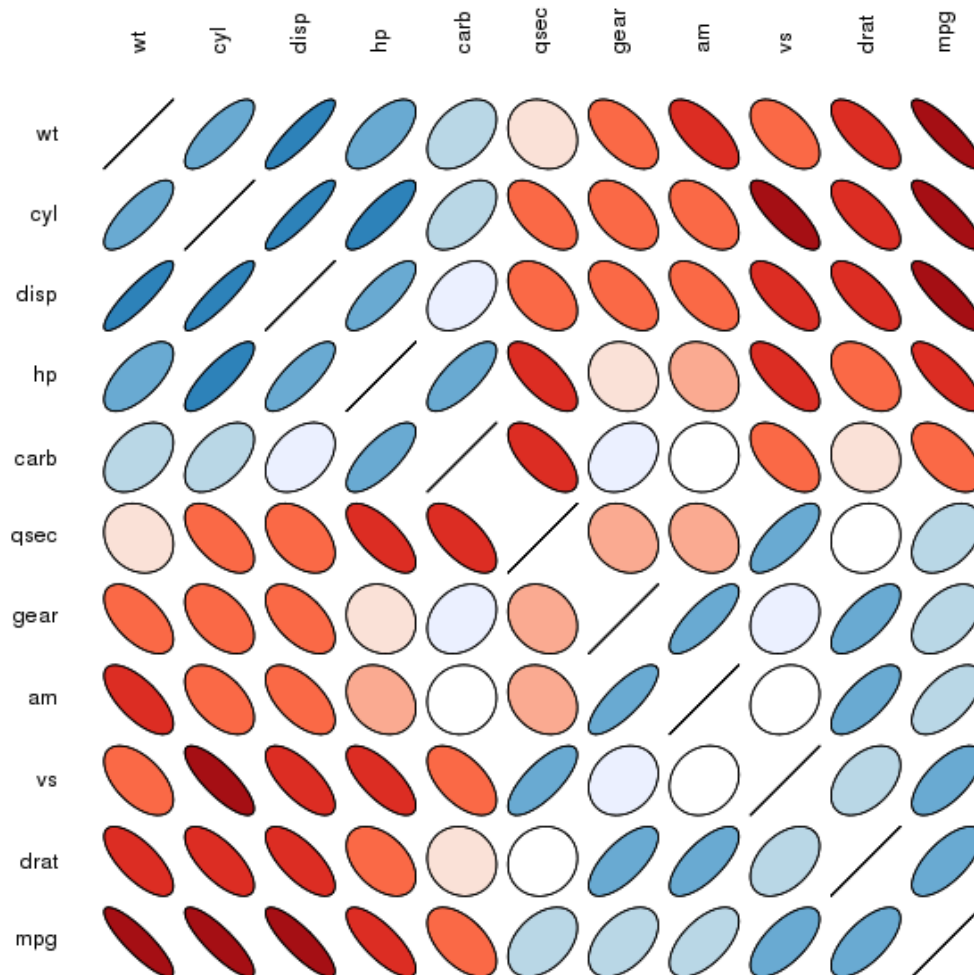 wt cyl disp hp carb qsec gear am vs drat mpg
wt
cyl
disp
hp
carb
qsec
gear
am
vs
drat
mpg